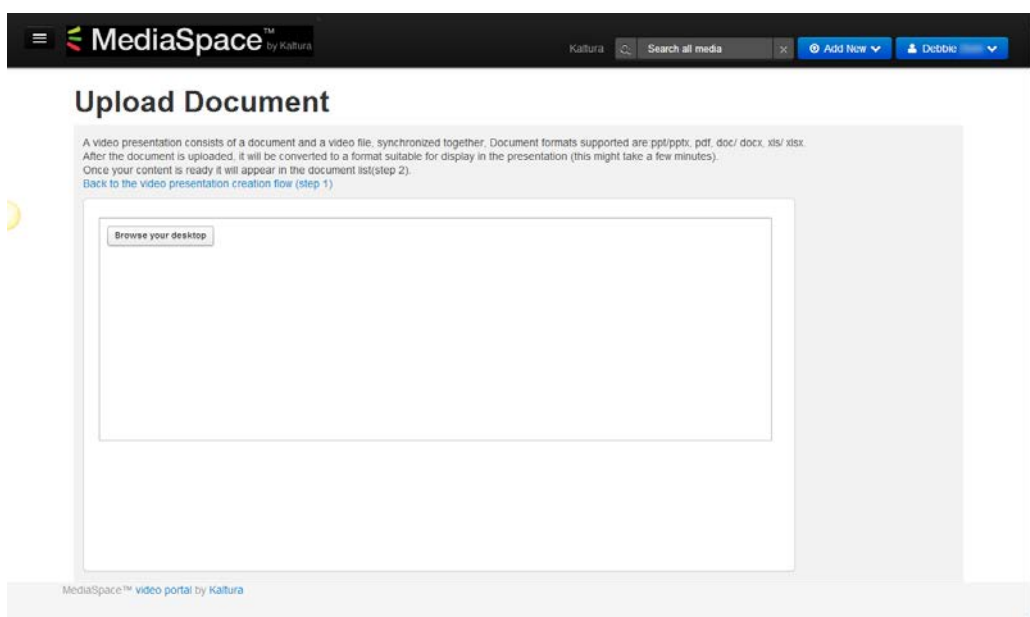 MediaSpace™ by Kaltura
Kaltura Search all media × Add New Debbie
Upload Document
A video presentation consists of a document and a video file, synchronized together, Document formats supported are ppt/pptx, pdf, doc/ docx, xls/ xlsx.
After the document is uploaded, it will be converted to a format suitable for display in the presentation (this might take a few minutes).
Once your content is ready it will appear in the document list(step 2).
Back to the video presentation creation flow (step 1)
Browse your desktop
MediaSpace™ video portal by Kaltura